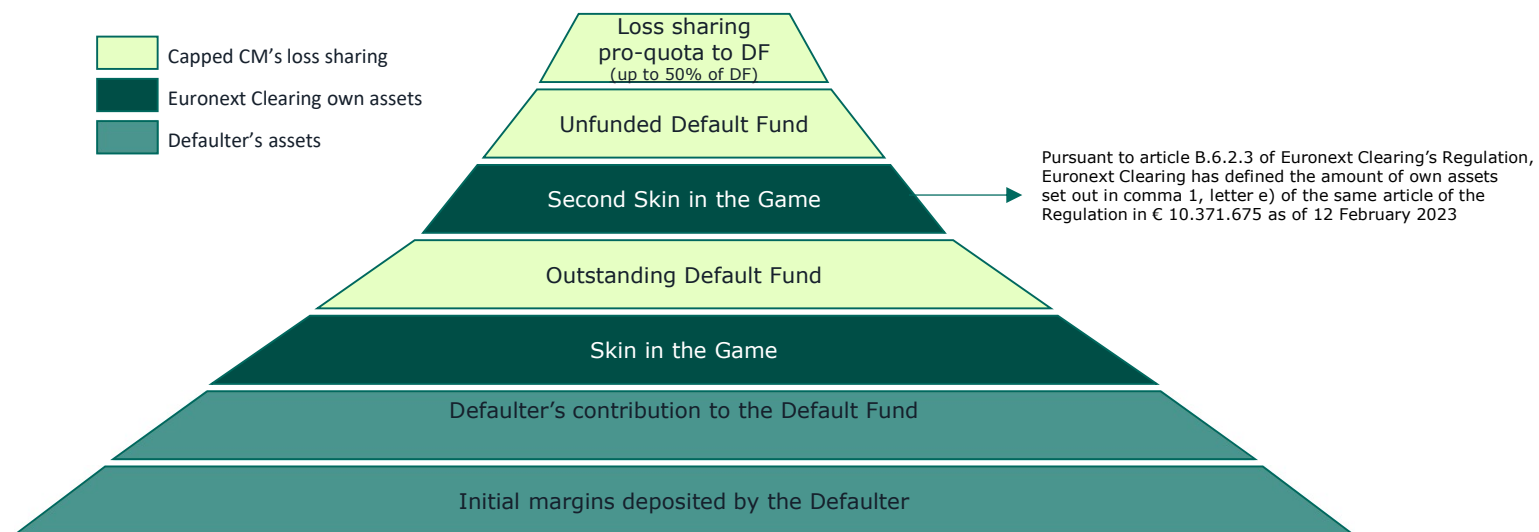 Capped CM’s loss sharing
Euronext Clearing own assets
Defaulter’s assets
Loss sharing
pro-quota to DF
(up to 50% of DF)
Unfunded Default Fund
Second Skin in the Game
Pursuant to article B.6.2.3 of Euronext Clearing’s Regulation,
Euronext Clearing has defined the amount of own assets
set out in comma 1, letter e) of the same article of the
Regulation in € 10.371.675 as of 12 February 2023
Outstanding Default Fund
Skin in the Game
Defaulter’s contribution to the Default Fund
Initial margins deposited by the Defaulter